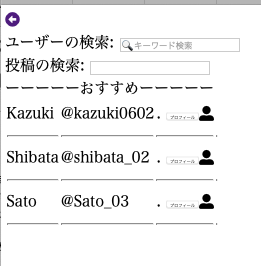 ユーザーの検索: キーワード検索
投稿の検索:
ーーーーーおすすめーーーーー
Kazuki @kazuki0602 . プロフィール
Shibata @shibata_02 . プロフィール
Sato @Sato_03 . プロフィール